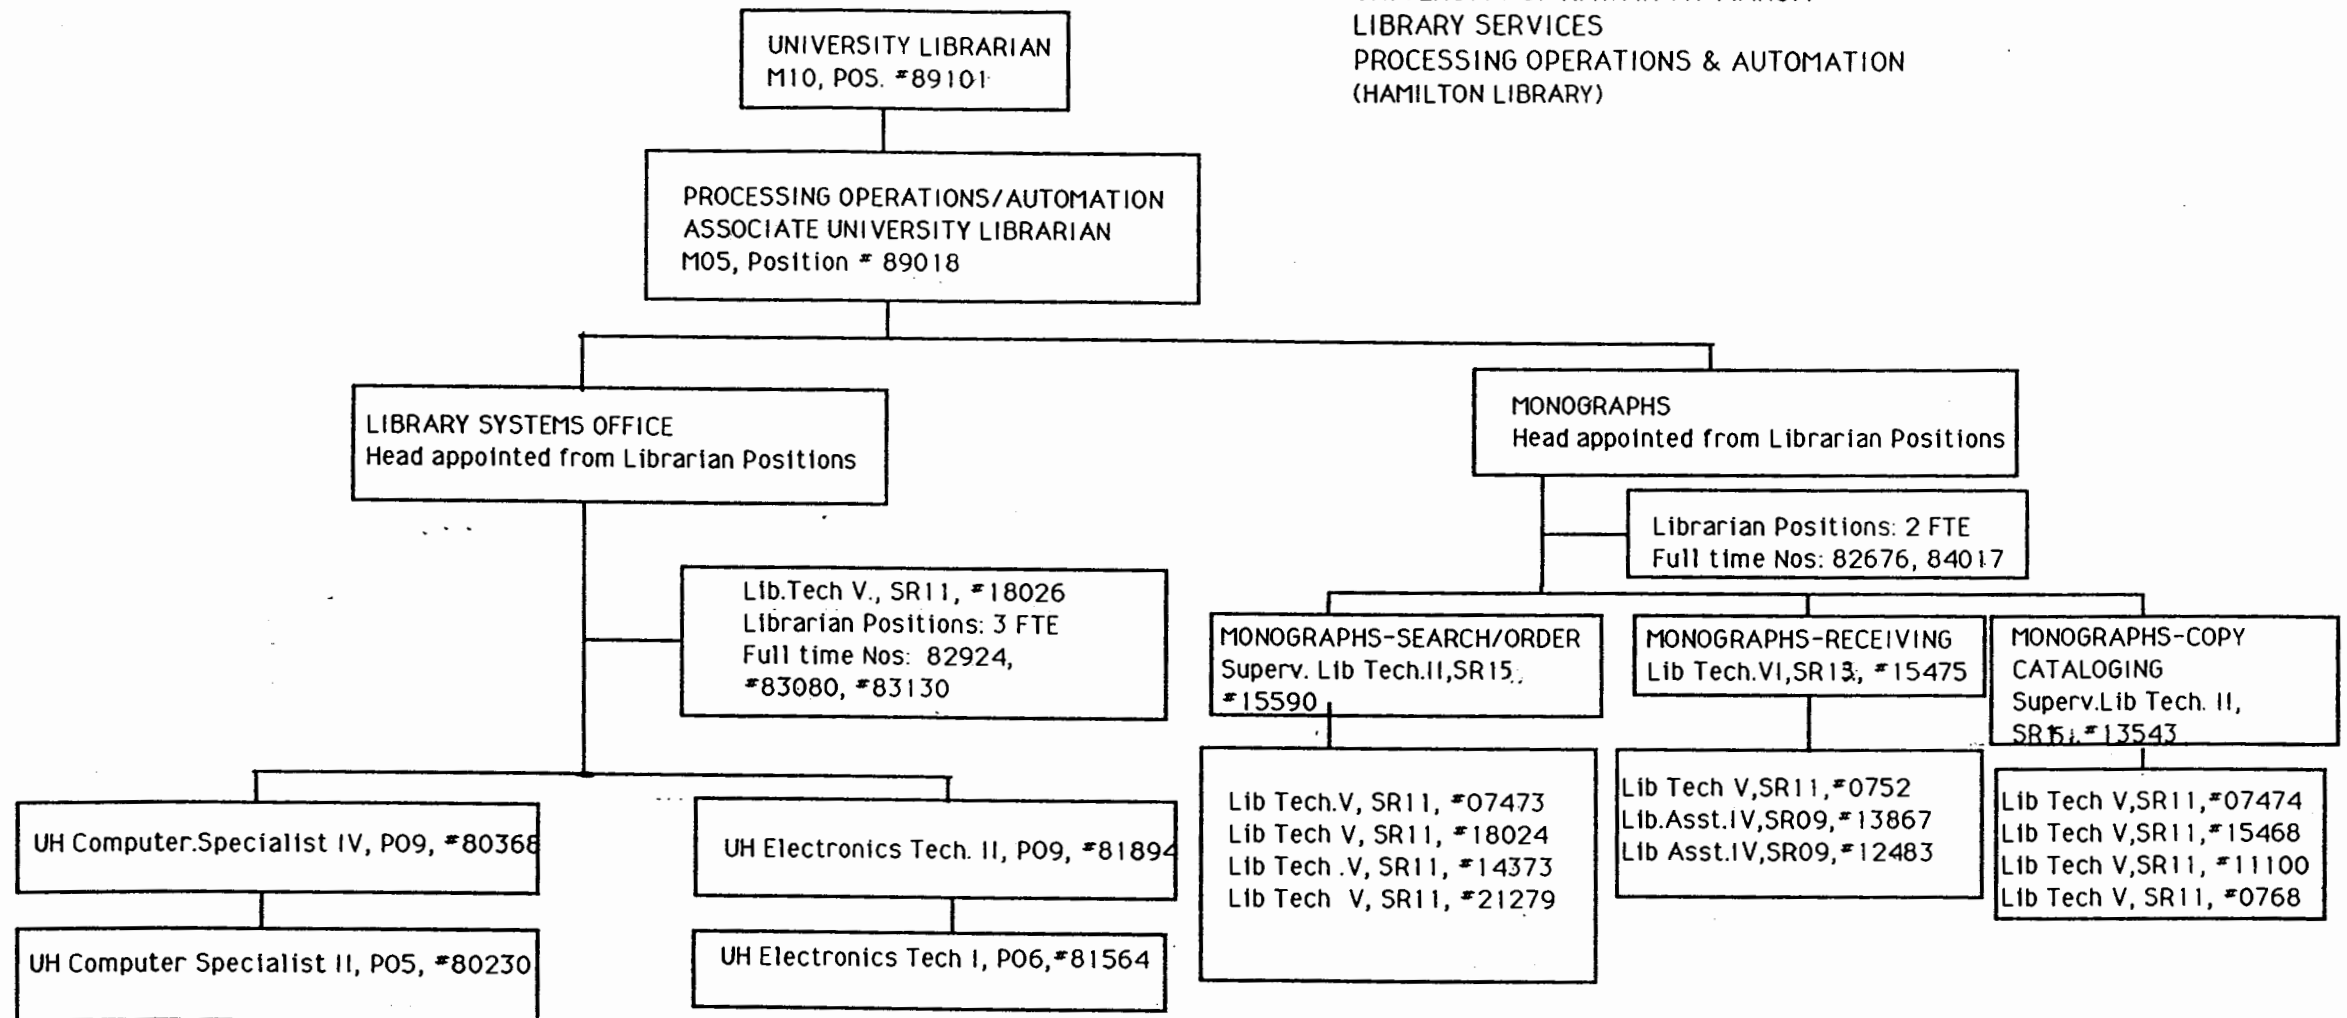 LIBRARY SERVICES
PROCESSING OPERATIONS & AUTOMATION
(HAMILTON LIBRARY)
UNIVERSITY LIBRARIAN
M10, POS. #89101
PROCESSING OPERATIONS/AUTOMATION
ASSOCIATE UNIVERSITY LIBRARIAN
M05, Position # 89018
LIBRARY SYSTEMS OFFICE
Head appointed from Librarian Positions
MONOGRAPHS
Head appointed from Librarian Positions
Librarian Positions: 2 FTE
Full time Nos: 82676, 84017
Lib.Tech V., SR11, #18026
Librarian Positions: 3 FTE
Full time Nos: 82924,
#83080, #83130
MONOGRAPHS-SEARCH/ORDER
Superv. Lib Tech.II,SR15,
#15590
MONOGRAPHS-RECEIVING
Lib Tech.VI,SR13, #15475
MONOGRAPHS-COPY
CATALOGING
Superv.Lib Tech. II,
#13543
UH Computer.Specialist IV, P09, #80368
UH Electronics Tech. II, P09, #81894
UH Computer Specialist II, P05, #80230
UH Electronics Tech I, P06,#81564
Lib Tech.V, SR11, #07473
Lib Tech V, SR11, #18024
Lib Tech .V, SR11, #14373
Lib Tech V, SR11, #21279
Lib Tech V,SR11,#0752
Lib.Asst.IV,SR09,#13867
Lib Asst.IV,SR09,#12483
Lib Tech V,SR11,#07474
Lib Tech V,SR11,#15468
Lib Tech V,SR11, #11100
Lib Tech V, SR11, #0768